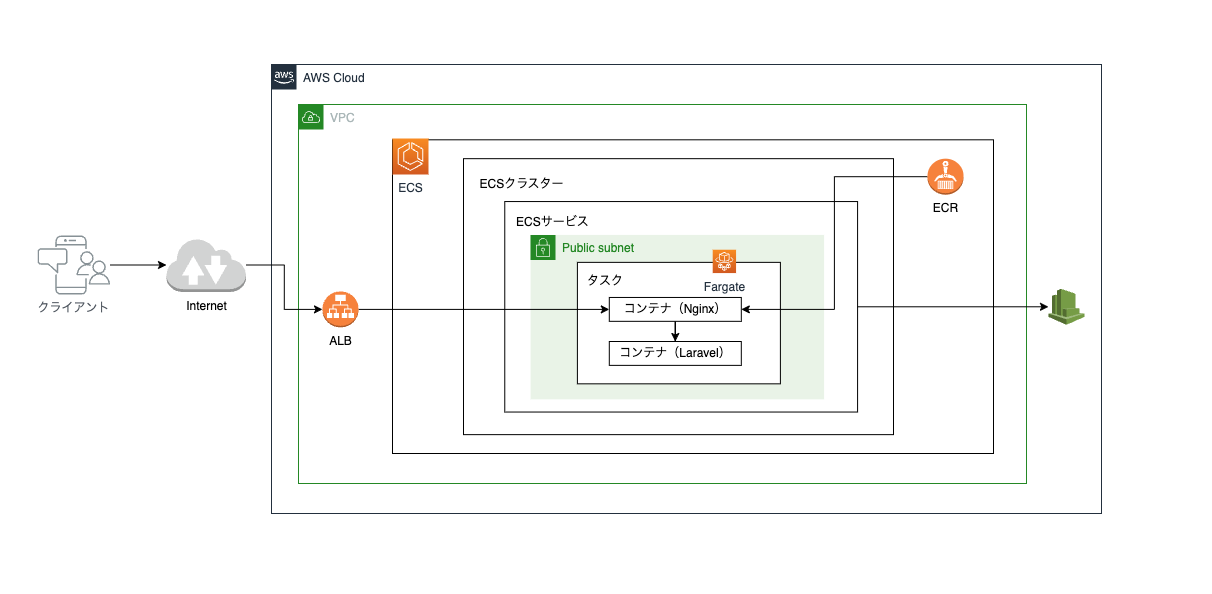 aws
AWS Cloud
VPC
ECS
ECSクラスター
ECR
ECSサービス
Public subnet
タスク
Fargate
コンテナ（Nginx）
コンテナ（Laravel）
クライアント
Internet
ALB